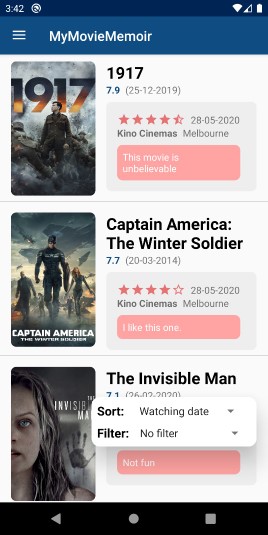 3:42
MyMovieMemoir
1917
1917
7.9 (25-12-2019)
28-05-2020
Kino Cinemas Melbourne
This movie is
unbelievable
Captain America:
The Winter Soldier
7.7 (20-03-2014)
28-05-2020
Kino Cinemas Melbourne
I like this one.
CAPTAIN AMERICA
THE WINTER SOLDIER
The Invisible Man
7.1 (26-02-2020)
Sort: Watching date
Filter: No filter
Not fun